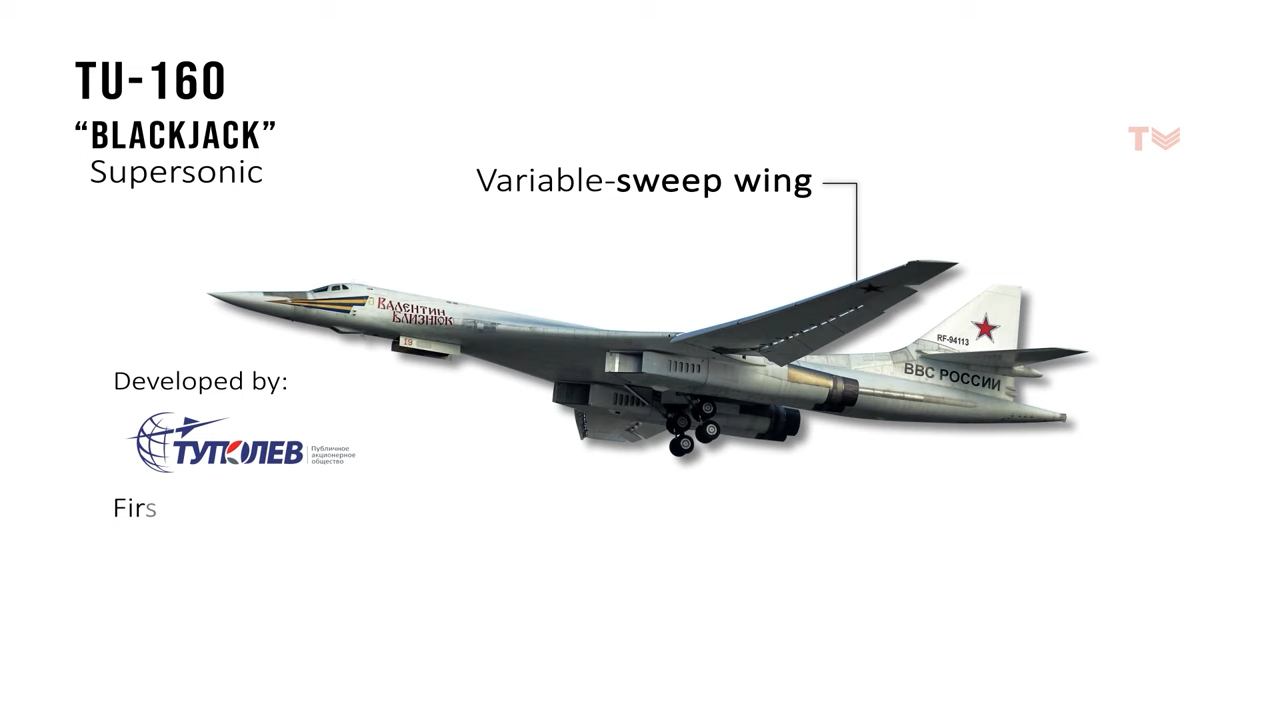 TU-160
“BLACKJACK”
Supersonic
Variable-sweep wing
ВАЛЕНТИН
БЛИЗНЮК
19
RF-94113
ВВС РОССИИ
Developed by:
ТУПОЛЕВ
Публичное
акционерное
общество
Firs